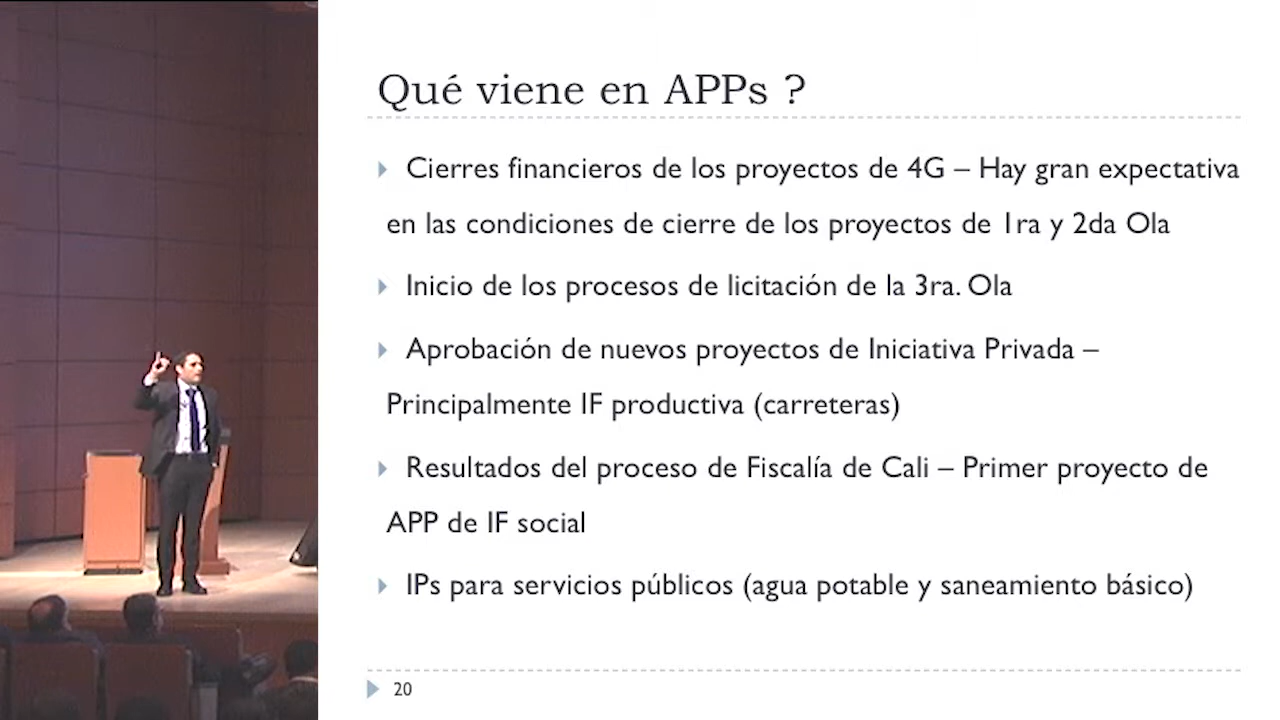 Qué viene en APPs ?
Cierres financieros de los proyectos de 4G – Hay gran expectativa
en las condiciones de cierre de los proyectos de 1ra y 2da Ola
Inicio de los procesos de licitación de la 3ra. Ola
Aprobación de nuevos proyectos de Iniciativa Privada –
Principalmente IF productiva (carreteras)
Resultados del proceso de Fiscalía de Cali – Primer proyecto de
APP de IF social
IPs para servicios públicos (agua potable y saneamiento básico)
20